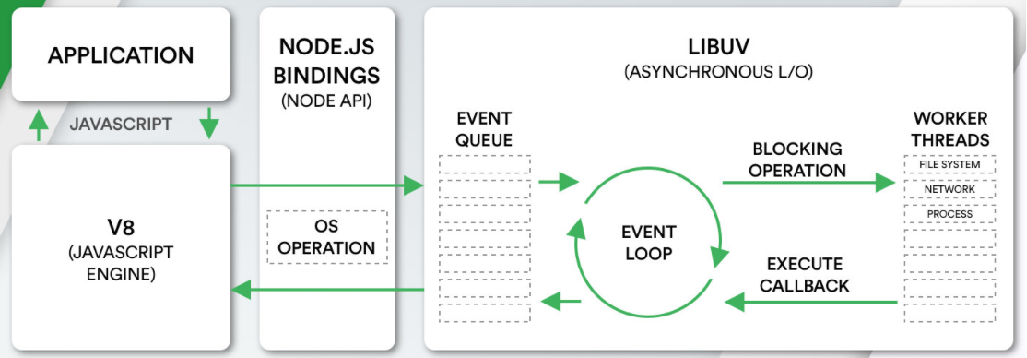 APPLICATION
JAVASCRIPT
V8
(JAVASCRIPT
ENGINE)
NODE.JS
BINDINGS
(NODE API)
OS
OPERATION
LIBUV
(ASYNCHRONOUS L/O)
EVENT
QUEUE
EVENT
LOOP
BLOCKING
OPERATION
EXECUTE
CALLBACK
WORKER
THREADS
FILE SYSTEM
NETWORK
PROCESS